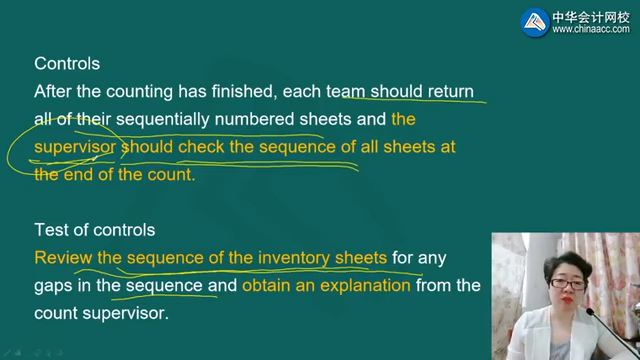 中华会计网校
www.chinaacc.com
Controls
After the counting has finished, each team should return
all of their sequentially numbered sheets and the
supervisor should check the sequence of all sheets at
the end of the count.
Test of controls
Review the sequence of the inventory sheets for any
gaps in the sequence and obtain an explanation from the
count supervisor.